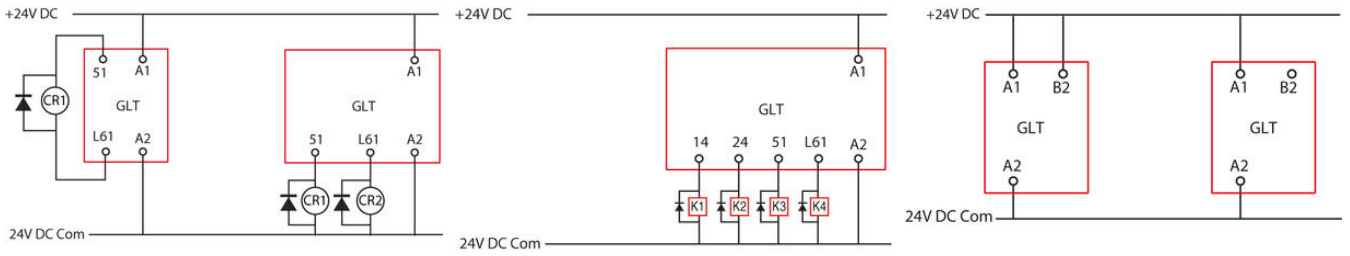 +24V DC
51 A1
CR1
GLT
L61 A2
A1
GLT
51 L61 A2
CR1 CR2
24V DC Com
+24V DC
A1
GLT
14 24 51 L61 A2
K1 K2 K3 K4
24V DC Com
+24V DC
A1 B2
GLT
A2
A1 B2
GLT
A2
24V DC Com